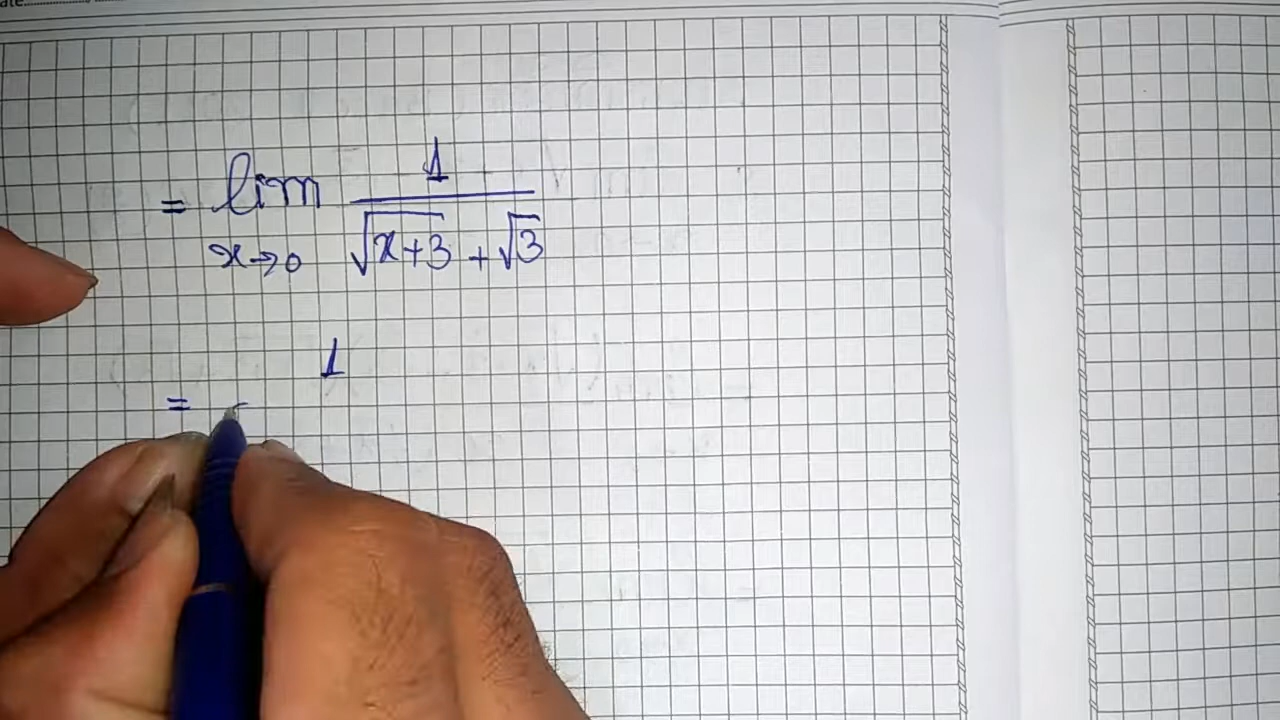 = lim 1 / (√(x+3) + √3)
x→0
= 1